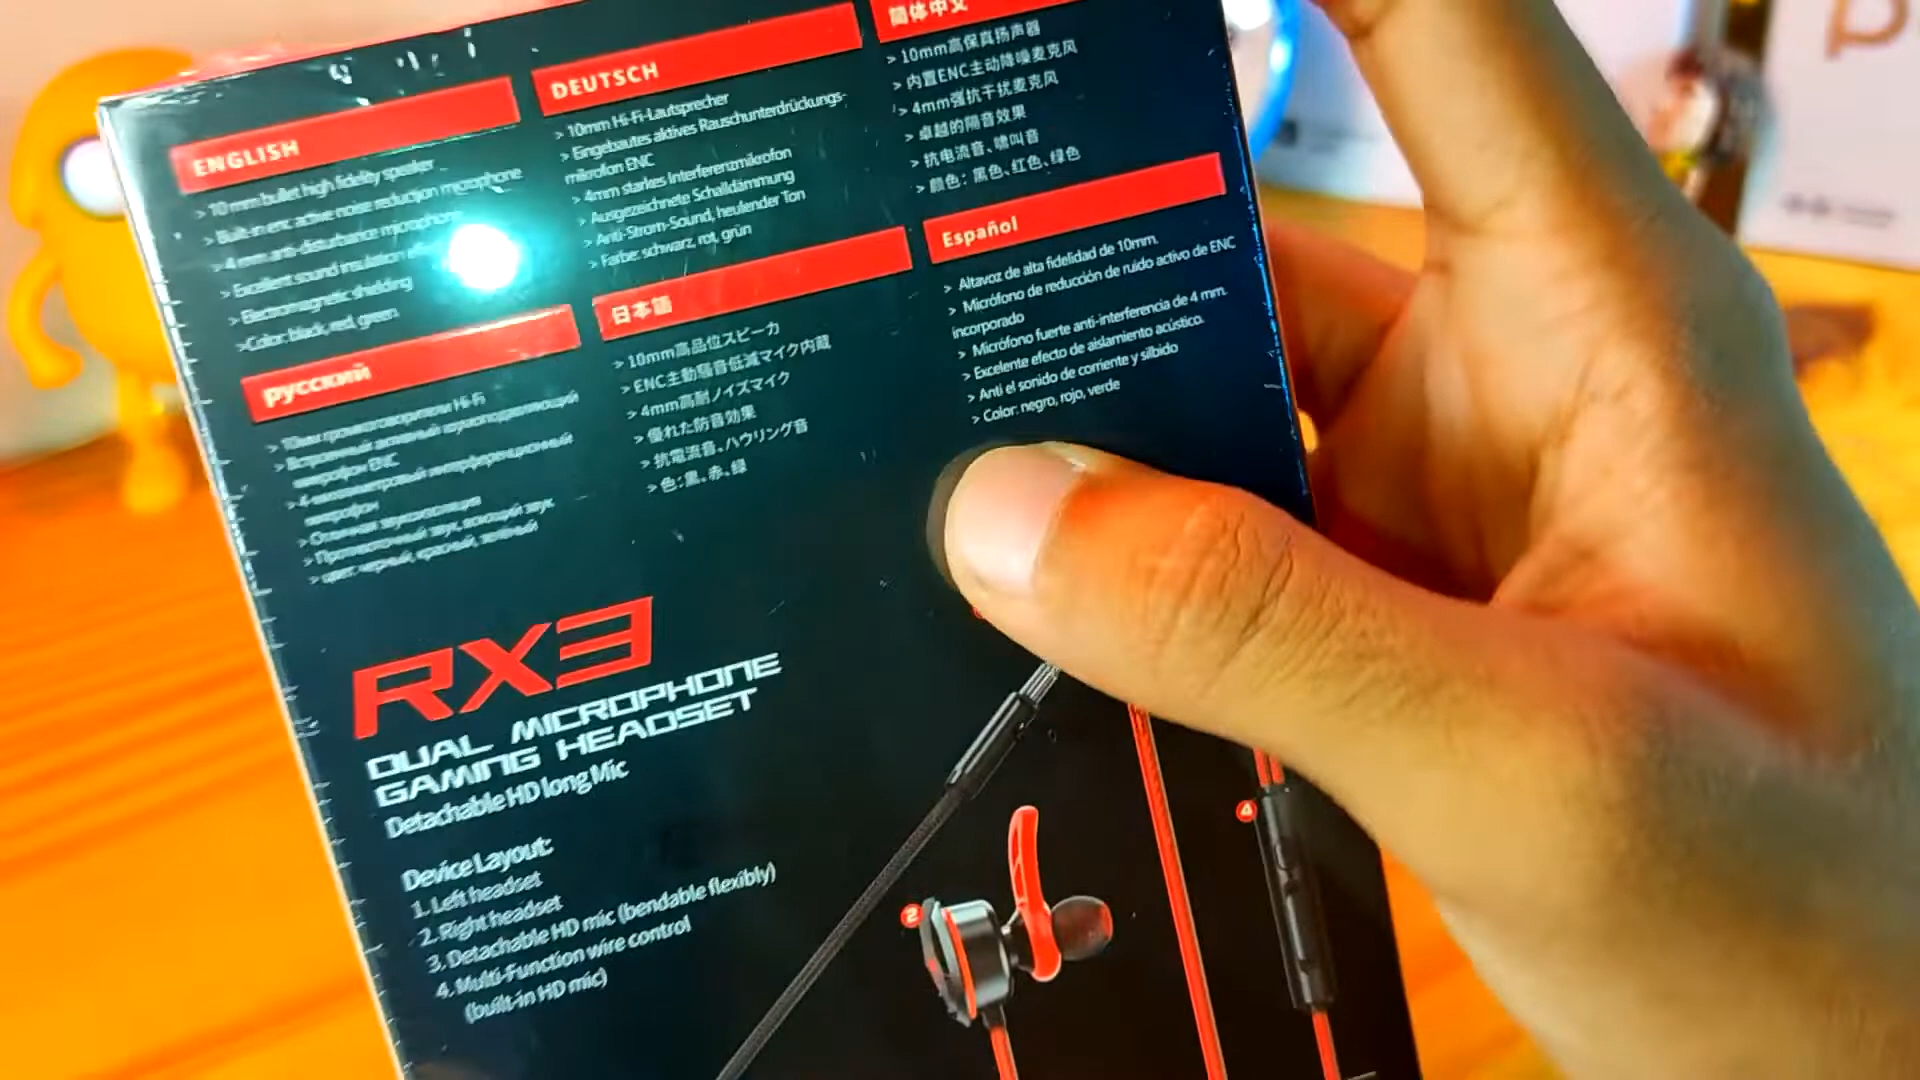 ENGLISH
> 10 mm bullet high fidelity speaker
> Built-in enc active noise reduction microphone
> 4 mm anti-disturbance microphone
> Excellent sound insulation
> Electromagnetic shielding
>Color: black, red, green
DEUTSCH
> 10mm Hi-Fi-Lautsprecher
> Eingebautes aktives Rauschunterdrückungs-
mikrofon ENC
> 4mm starkes Interferenzmikrofon
> Ausgezeichnete Schalldämmung
> Anti-Strom-Sound, heulender Ton
> Farbe: schwarz, rot, grün
簡体中文
> 10mm高保真扬声器
> 内置ENC主动降噪麦克风
> 4mm强抗干扰麦克风
> 卓越的隔音效果
> 抗电流音、啸叫音
> 颜色：黑色、红色、绿色
русский
> 10мм громкоговорители Hi-Fi
> Встроенный активный шумоподавляющий
микрофон ENC
> 4-миллиметровый интерференционный
микрофон
> Отличная звукоизоляция
> Противоточный звук, воющий звук
> цвет: черный, красный, зеленый
日本語
> 10mm高品位スピーカ
> ENC主動騒音低減マイク内蔵
> 4mm高耐ノイズマイク
> 優れた防音効果
> 抗電流音、ハウリング音
> 色：黒、赤、緑
Español
> Altavoz de alta fidelidad de 10mm.
> Micrófono de reducción de ruido activo de ENC
incorporado
> Micrófono fuerte anti-interferencia de 4 mm.
> Excelente efecto de aislamiento acústico.
> Anti el sonido de corriente y silbido
> Color: negro, rojo, verde
RX3
DUAL MICROPHONE
GAMING HEADSET
Detachable HD long Mic
Device Layout:
1. Left headset
2. Right headset
3. Detachable HD mic (bendable flexibly)
4. Multi-Function wire control
(built-in HD mic)
2
4